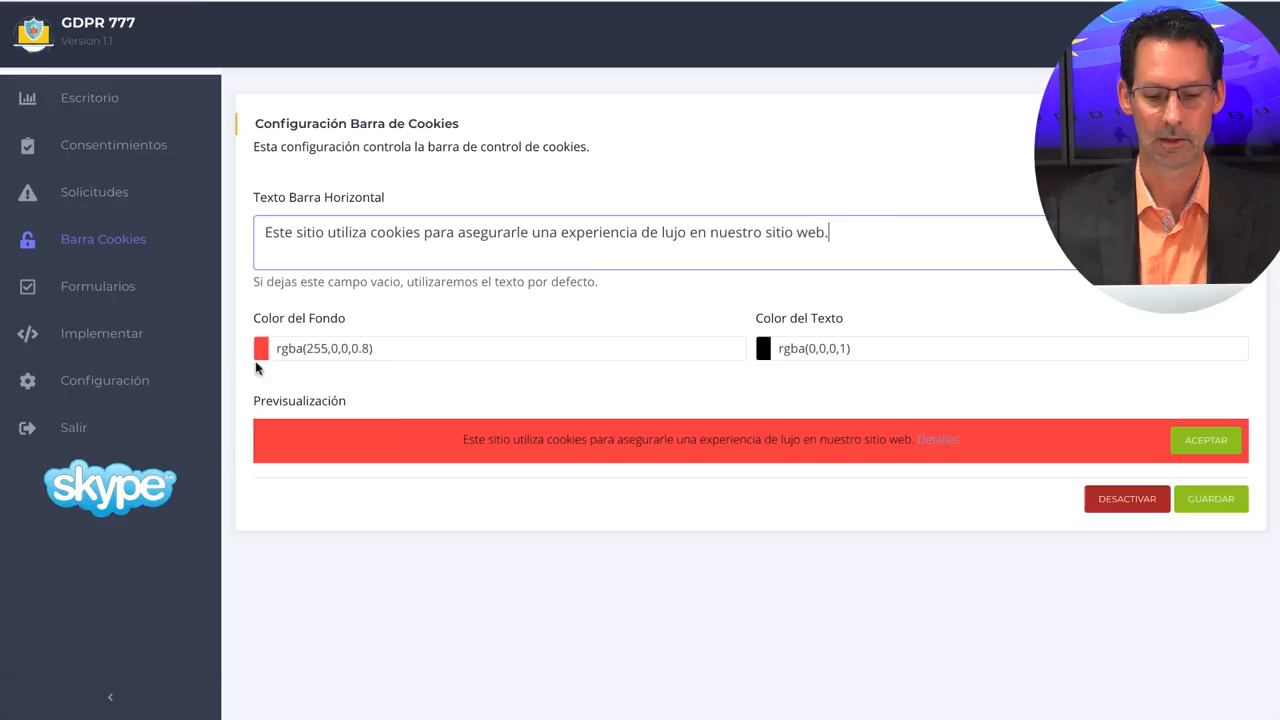 GDPR 777
Version 1.1
Escritorio
Consentimientos
Solicitudes
Barra Cookies
Formularios
Implementar
Configuración
Salir
skype™
Configuración Barra de Cookies
Esta configuración controla la barra de control de cookies.
Texto Barra Horizontal
Este sitio utiliza cookies para asegurarle una experiencia de lujo en nuestro sitio web.
Si dejas este campo vacio, utilizaremos el texto por defecto.
Color del Fondo
rgba(255,0,0,0.8)
Color del Texto
rgba(0,0,0,1)
Previsualización
Este sitio utiliza cookies para asegurarle una experiencia de lujo en nuestro sitio web. Detalles
ACEPTAR
DESACTIVAR
GUARDAR